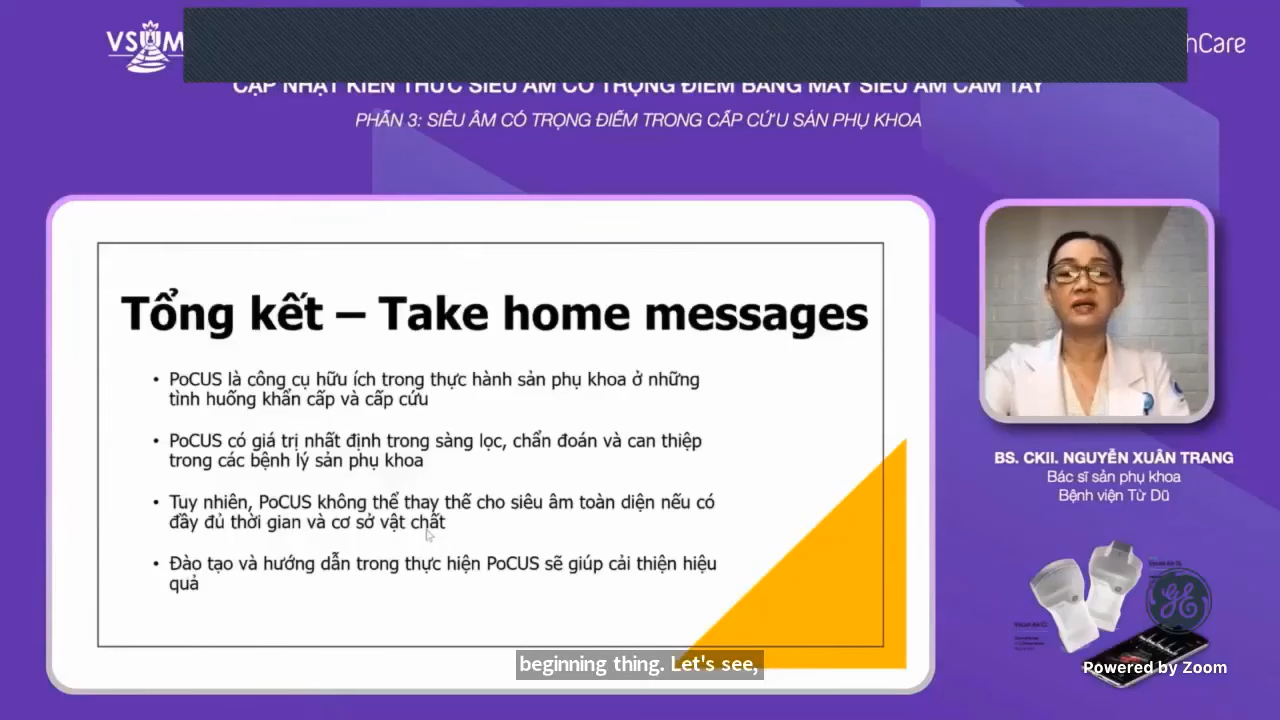 VSUM
hCare
CẬP NHẬT KIẾN THỨC SIÊU ÂM CÓ TRỌNG ĐIỂM BẰNG MÁY SIÊU ÂM CẦM TAY
PHẦN 3: SIÊU ÂM CÓ TRỌNG ĐIỂM TRONG CẤP CỨU SẢN PHỤ KHOA
Tổng kết – Take home messages
• PoCUS là công cụ hữu ích trong thực hành sản phụ khoa ở những
tình huống khẩn cấp và cấp cứu
• PoCUS có giá trị nhất định trong sàng lọc, chẩn đoán và can thiệp
trong các bệnh lý sản phụ khoa
• Tuy nhiên, PoCUS không thể thay thế cho siêu âm toàn diện nếu có
đầy đủ thời gian và cơ sở vật chất
• Đào tạo và hướng dẫn trong thực hiện PoCUS sẽ giúp cải thiện hiệu
quả
BS. CKII. NGUYỄN XUÂN TRANG
Bác sĩ sản phụ khoa
Bệnh viện Từ Dũ
GE
Powered by Zoom
beginning thing. Let's see,